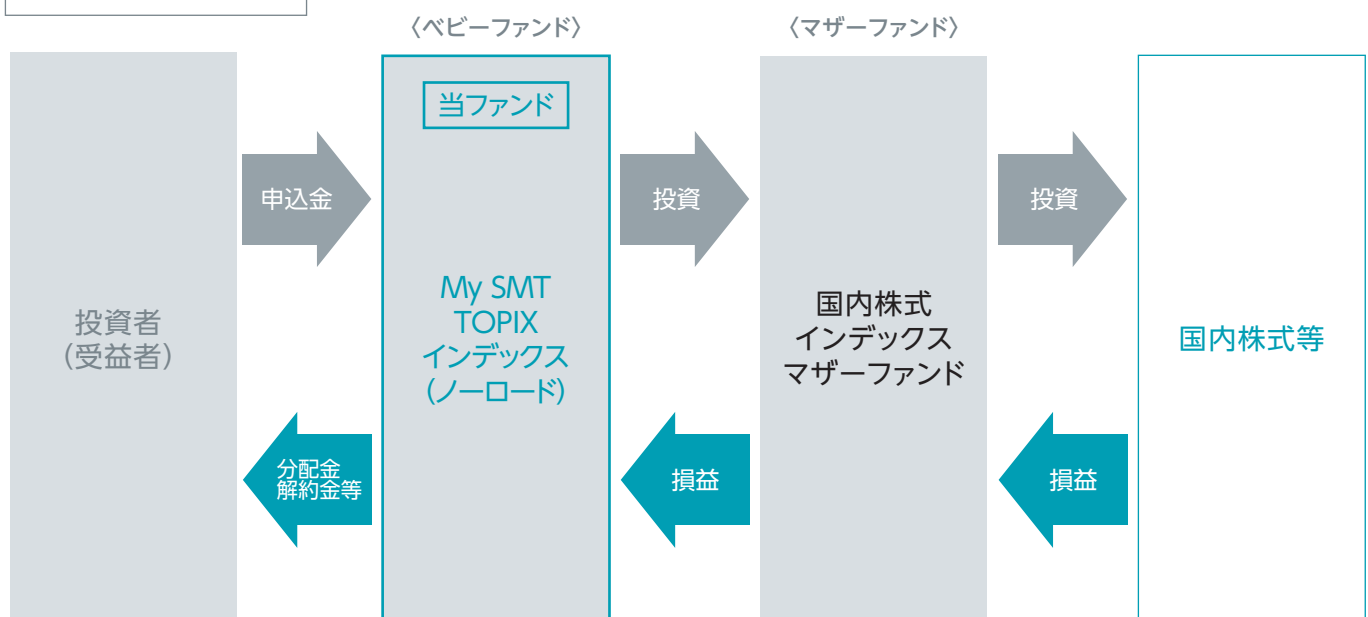 〈ベビーファンド〉
〈マザーファンド〉
当ファンド
申込金
投資
投資
投資者
(受益者)
My SMT
TOPIX
インデックス
(ノーロード)
国内株式
インデックス
マザーファンド
国内株式等
分配金
解約金等
損益
損益